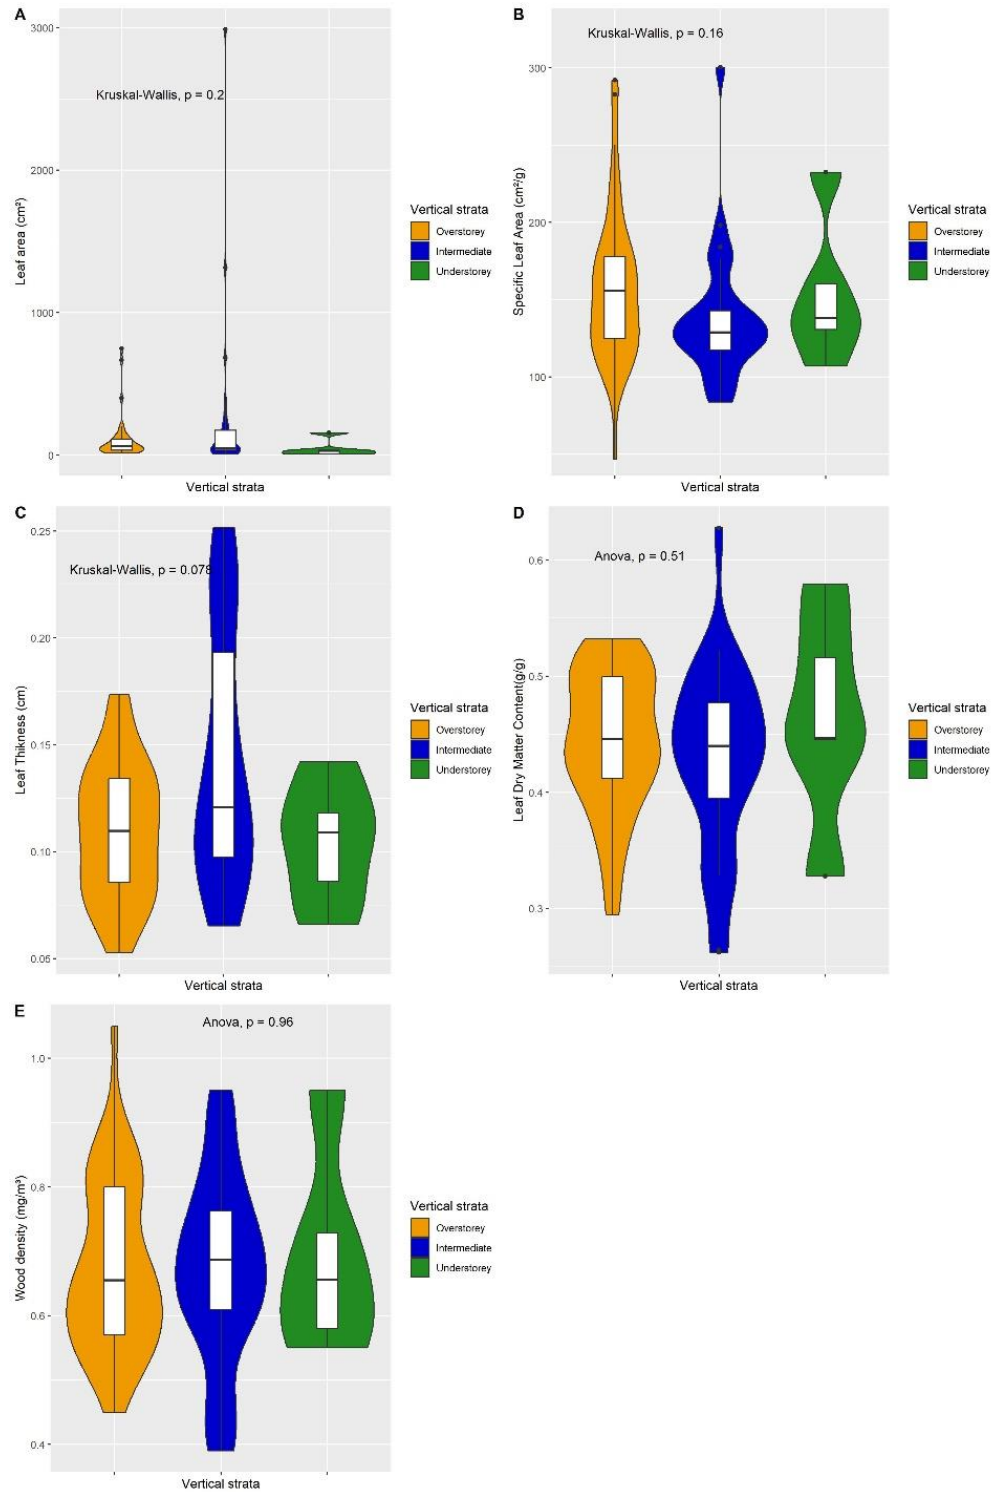 A
Kruskal-Wallis, p = 0.2
Leaf area (cm²)
3000
2000
1000
0
Vertical strata
Vertical strata
Overstorey
Intermediate
Understorey
B
Kruskal-Wallis, p = 0.16
Specific Leaf Area (cm²/g)
300
200
100
Vertical strata
Vertical strata
Overstorey
Intermediate
Understorey
C
Kruskal-Wallis, p = 0.078
Leaf Thikness (cm)
0.25
0.20
0.15
0.10
0.05
Vertical strata
Vertical strata
Overstorey
Intermediate
Understorey
D
Anova, p = 0.51
Leaf Dry Matter Content(g/g)
0.6
0.5
0.4
0.3
Vertical strata
Vertical strata
Overstorey
Intermediate
Understorey
E
Anova, p = 0.96
Wood density (mg/m³)
1.0
0.8
0.6
0.4
Vertical strata
Vertical strata
Overstorey
Intermediate
Understorey